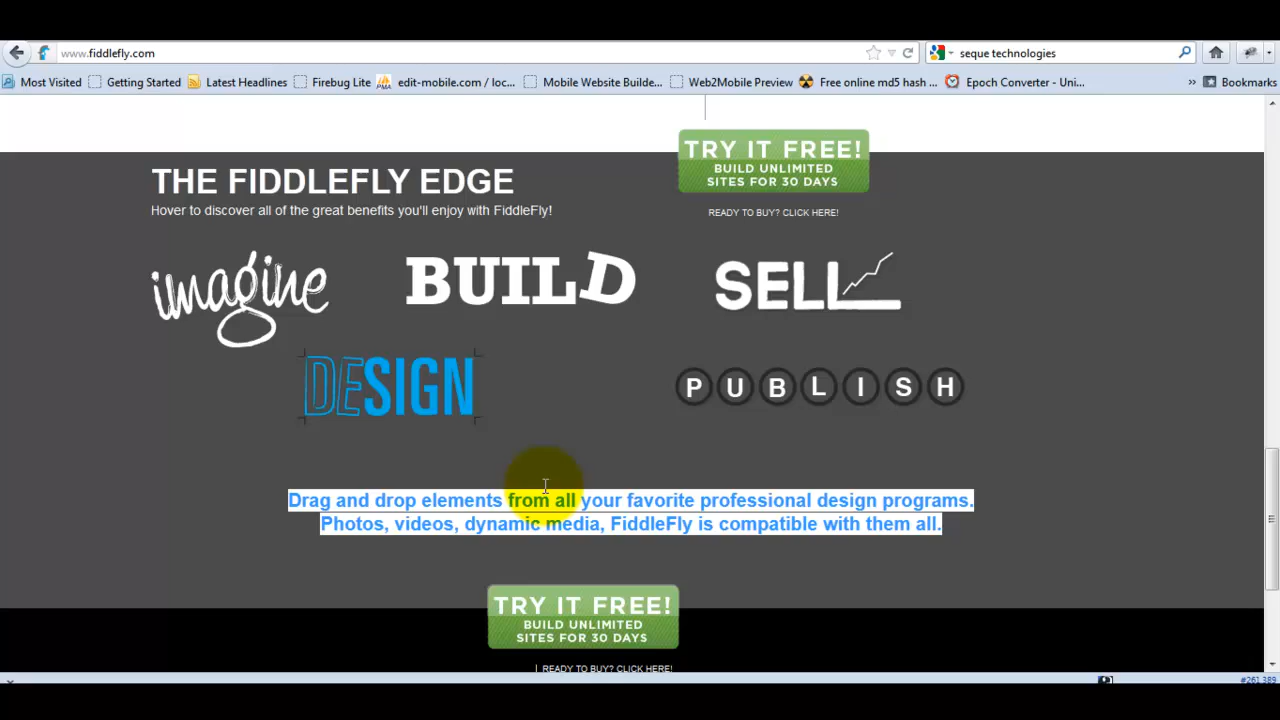 www.fiddlefly.com
seque technologies
Most Visited
Getting Started
Latest Headlines
Firebug Lite
edit-mobile.com / loc...
Mobile Website Builde...
Web2Mobile Preview
Free online md5 hash ...
Epoch Converter - Uni...
»
Bookmarks
TRY IT FREE!
BUILD UNLIMITED
SITES FOR 30 DAYS
THE FIDDLEFLY EDGE
Hover to discover all of the great benefits you'll enjoy with FiddleFly!
READY TO BUY? CLICK HERE!
imagine
BUILD
SELL
DESIGN
PUBLISH
Drag and drop elements from all your favorite professional design programs.
Photos, videos, dynamic media, FiddleFly is compatible with them all.
TRY IT FREE!
BUILD UNLIMITED
SITES FOR 30 DAYS
READY TO BUY? CLICK HERE!
#261,389